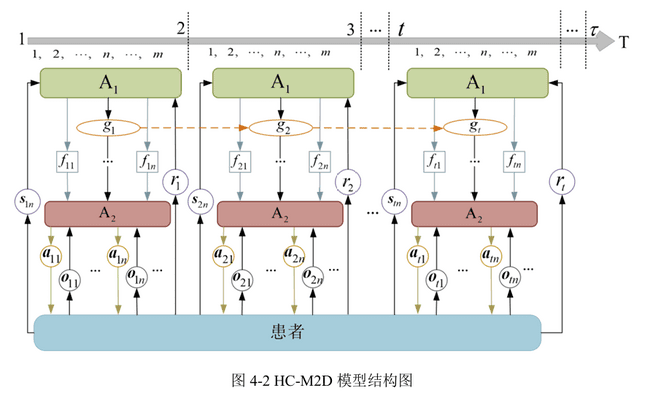 1 2 3 ... t ... τ T
1, 2, ···, n, ···, m 1, 2, ···, n, ···, m 1, 2, ···, n, ···, m
A₁ A₁ A₁
g₁ g₂ gₜ
f₁₁ ... f₁ₙ f₂₁ ... f₂ₙ fₜ₁ ... fₜₙ
r₁ r₂ rₜ
s₁ₙ s₂ₙ ... sₜₙ
A₂ A₂ A₂
a₁₁ a₁ₙ a₂₁ a₂ₙ aₜ₁ aₜₙ
o₁₁ ... o₁ₙ ... o₂₁ ... o₂ₙ ... oₜ₁ ... oₜₙ ...
患者
图 4-2 HC-M2D 模型结构图